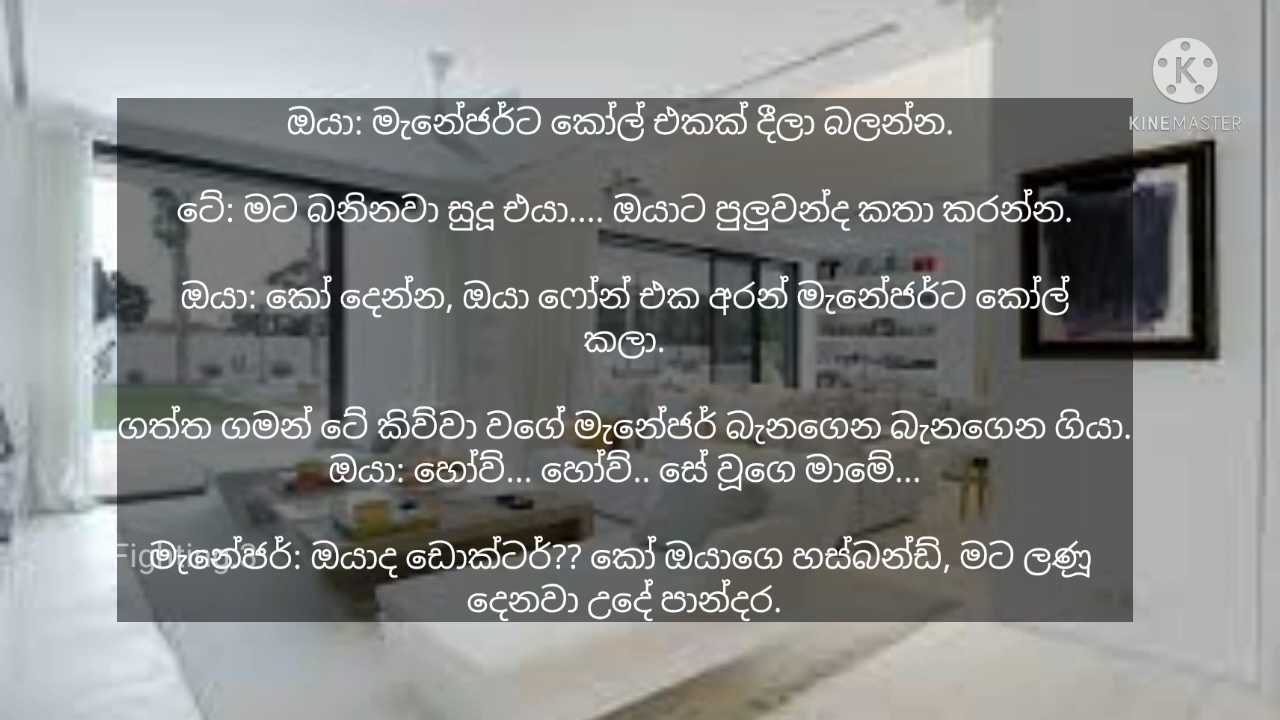 ඔයා: මැනේජර්ට කෝල් එකක් දීලා බලන්න.
ටේ: මට බනිනවා සුදූ එයා.... ඔයාට පුලුවන්ද කතා කරන්න.
ඔයා: කෝ දෙන්න, ඔයා ෆෝන් එක අරන් මැනේජර්ට කෝල්
කලා.
ගත්ත ගමන් ටේ කිව්වා වගේ මැනේජර් බැනගෙන බැනගෙන ගියා.
ඔයා: හෝව්... හෝව්.. සේ වූගෙ මාමේ...
මැනේජර්: ඔයාද ඩොක්ටර්?? කෝ ඔයාගෙ හස්බන්ඩ්, මට ලණූ
දෙනවා උදේ පාන්දර.
KINEMASTER